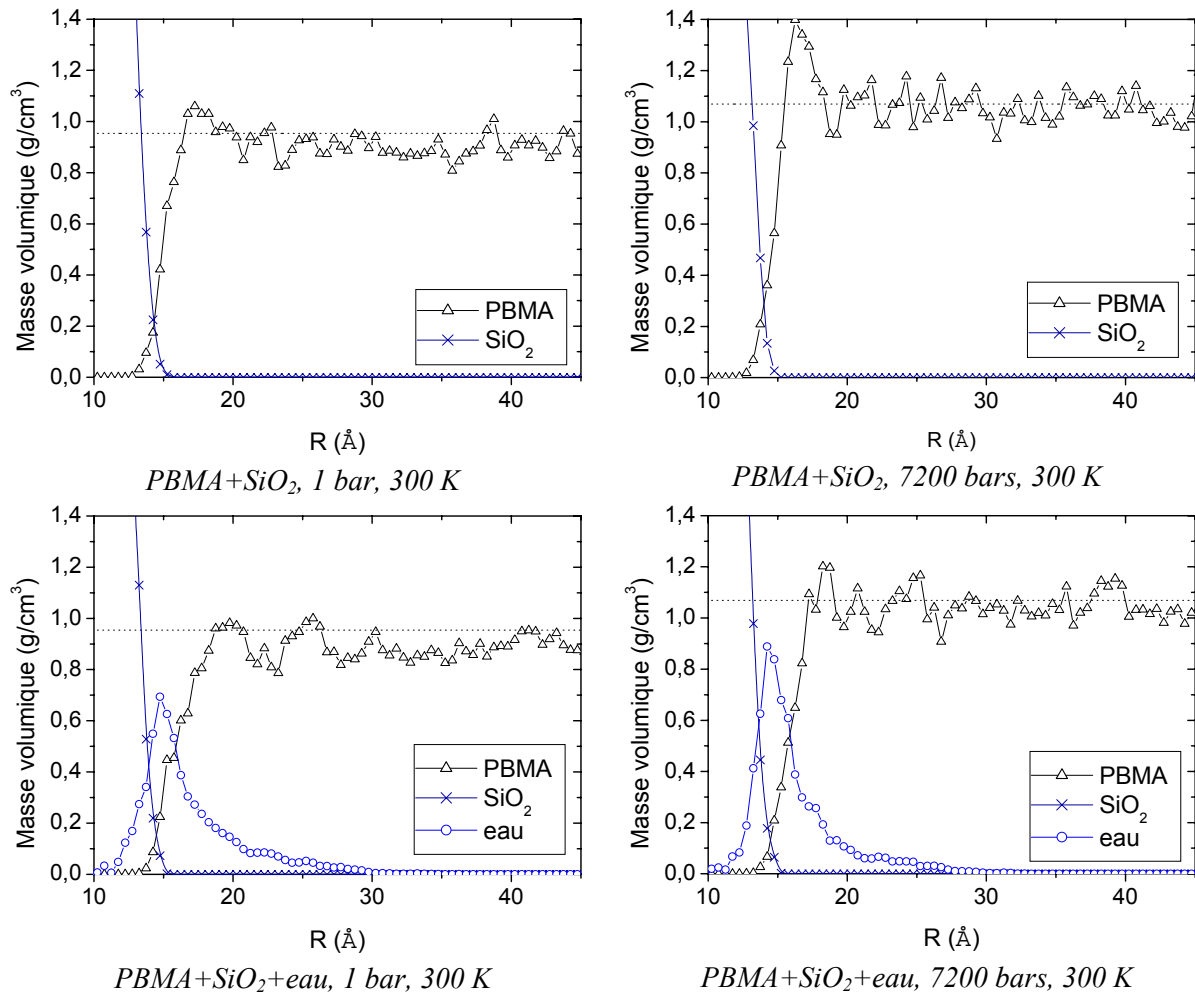 1,4
1,2
1,0
0,8
0,6
0,4
0,2
0,0
Masse volumique (g/cm³)
PBMA
SiO₂
10 20 30 40
R (Å)
PBMA+SiO₂, 1 bar, 300 K
1,4
1,2
1,0
0,8
0,6
0,4
0,2
0,0
Masse volumique (g/cm³)
PBMA
SiO₂
10 20 30 40
R (Å)
PBMA+SiO₂, 7200 bars, 300 K
1,4
1,2
1,0
0,8
0,6
0,4
0,2
0,0
Masse volumique (g/cm³)
PBMA
SiO₂
eau
10 20 30 40
R (Å)
PBMA+SiO₂+eau, 1 bar, 300 K
1,4
1,2
1,0
0,8
0,6
0,4
0,2
0,0
Masse volumique (g/cm³)
PBMA
SiO₂
eau
10 20 30 40
R (Å)
PBMA+SiO₂+eau, 7200 bars, 300 K